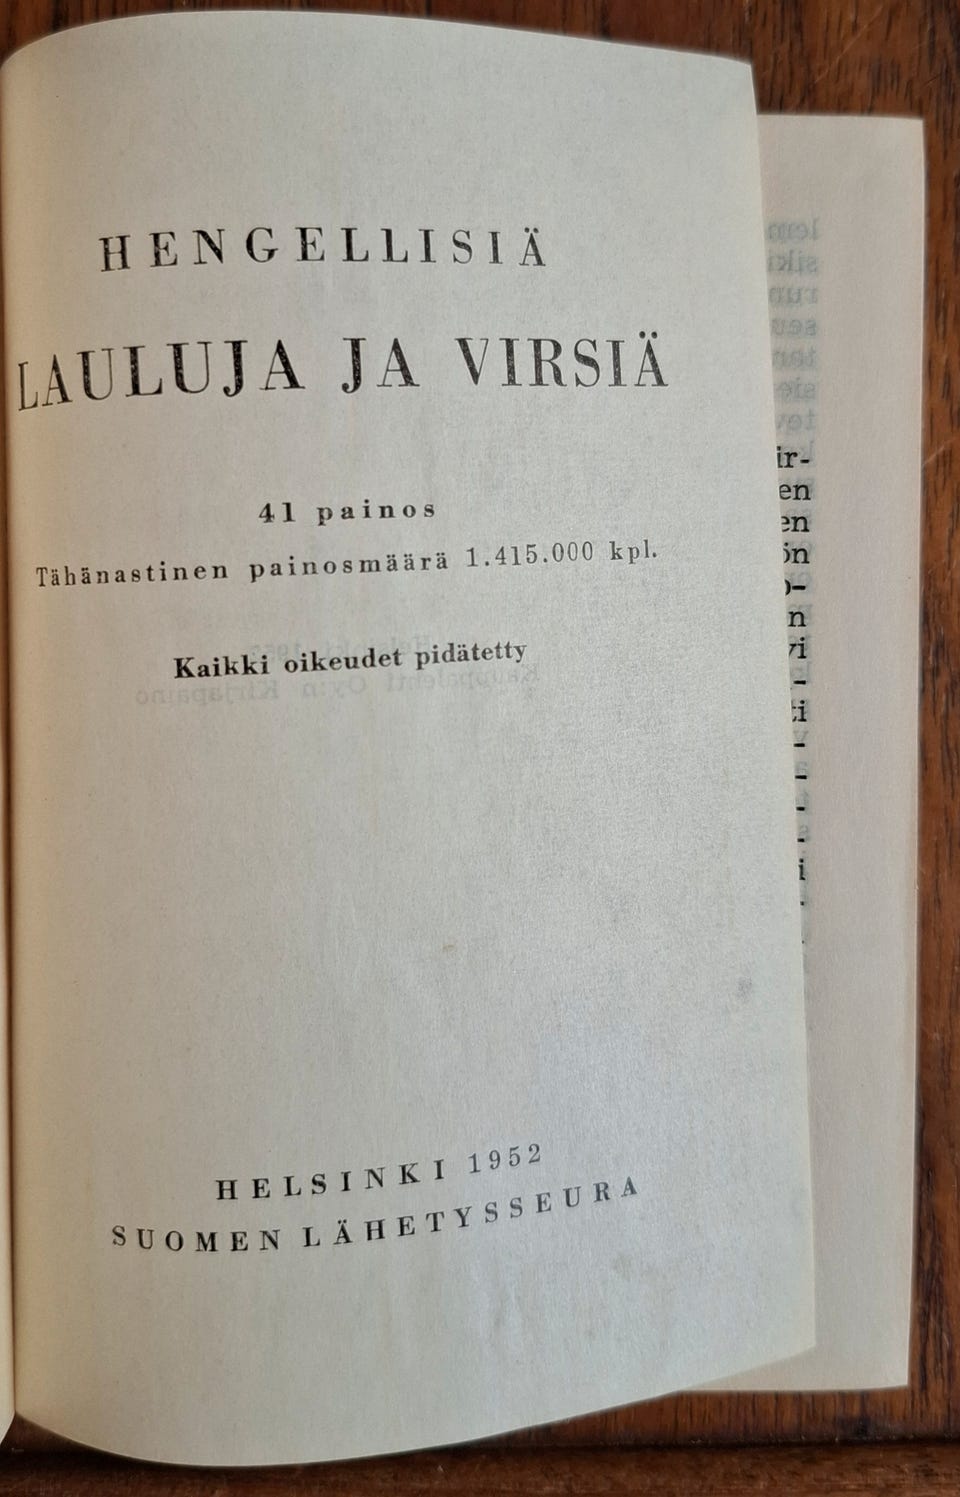 HENGELLISIÄ
LAULUJA JA VIRSIÄ
41 painos
Tähänastinen painosmäärä 1.415.000 kpl.
Kaikki oikeudet pidätetty
HELSINKI 1952
SUOMEN LÄHETYSSEURA